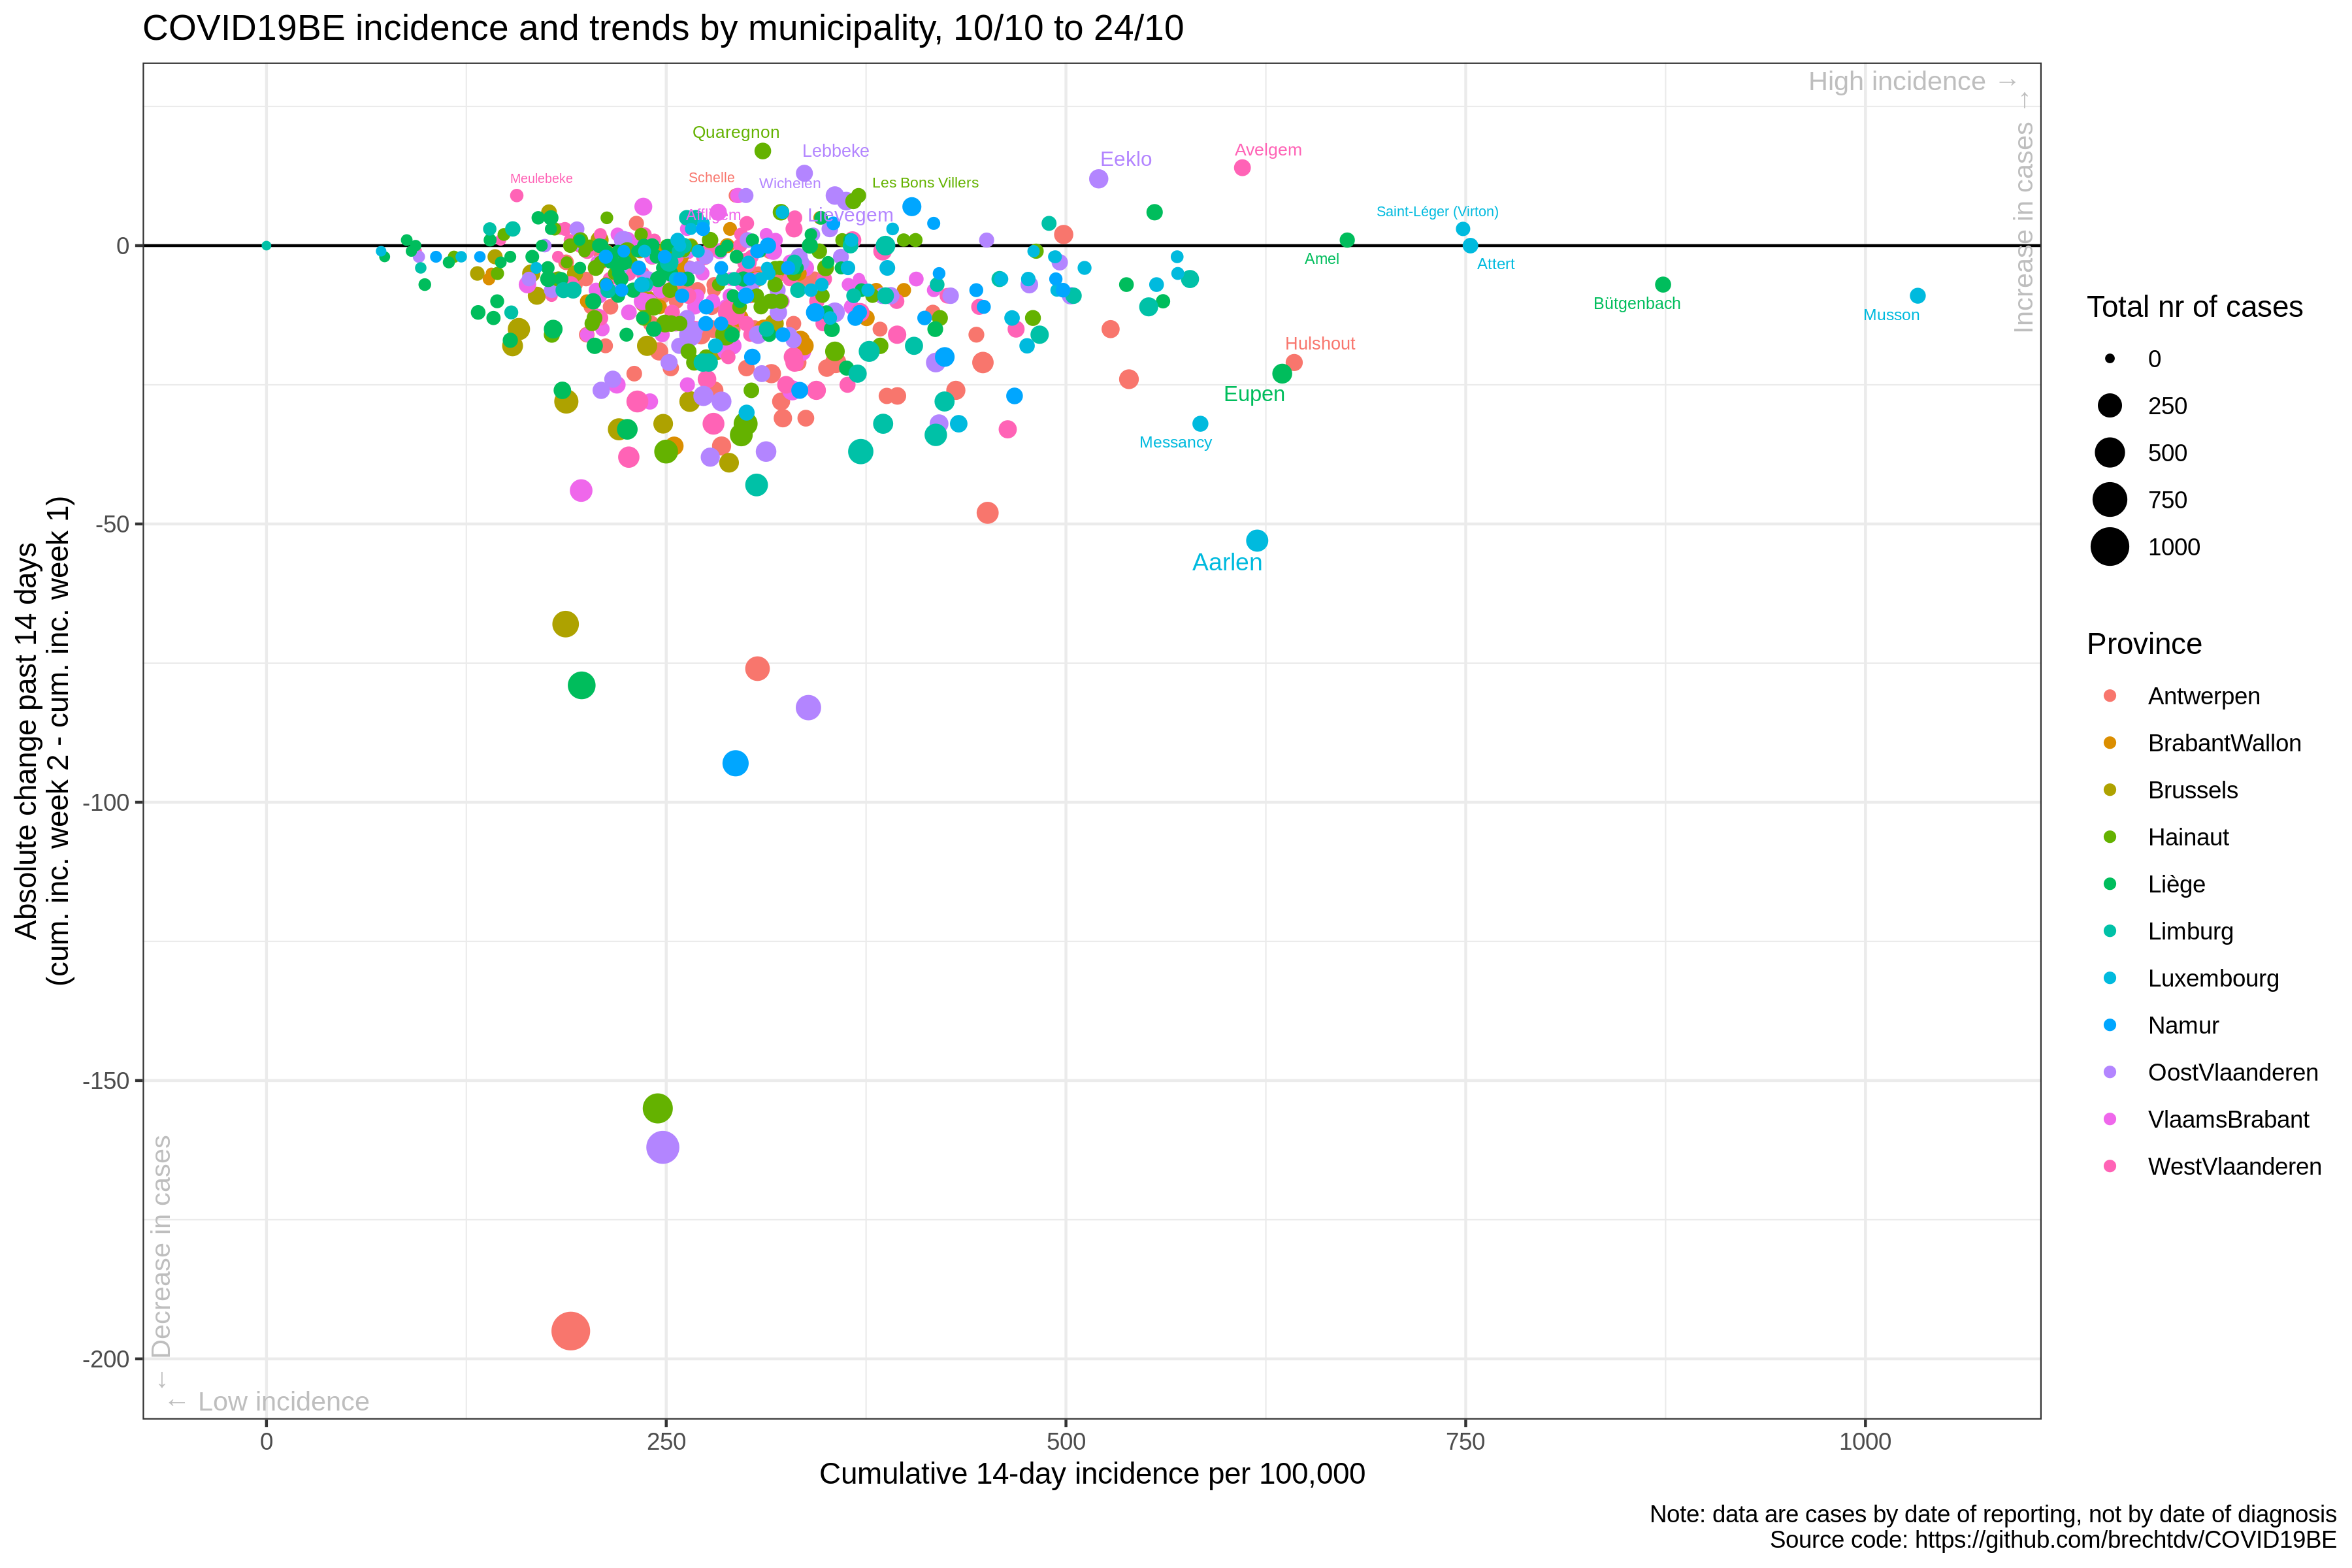 COVID19BE incidence and trends by municipality, 10/10 to 24/10
High incidence →
Increase in cases →
Quaregnon
Lebbeke
Eeklo
Avelgem
Meulebeke
Schelle
Wichelen
Les Bons Villers
Affligem
Lievegem
Saint-Léger (Virton)
Amel
Attert
Bütgenbach
Musson
Hulshout
Eupen
Messancy
Aarlen
← Decrease in cases
← Low incidence
0
-50
-100
-150
-200
Absolute change past 14 days
(cum. inc. week 2 - cum. inc. week 1)
0
250
500
750
1000
Cumulative 14-day incidence per 100,000
Total nr of cases
0
250
500
750
1000
Province
Antwerpen
BrabantWallon
Brussels
Hainaut
Liège
Limburg
Luxembourg
Namur
OostVlaanderen
VlaamsBrabant
WestVlaanderen
Note: data are cases by date of reporting, not by date of diagnosis
Source code: https://github.com/brechtdv/COVID19BE